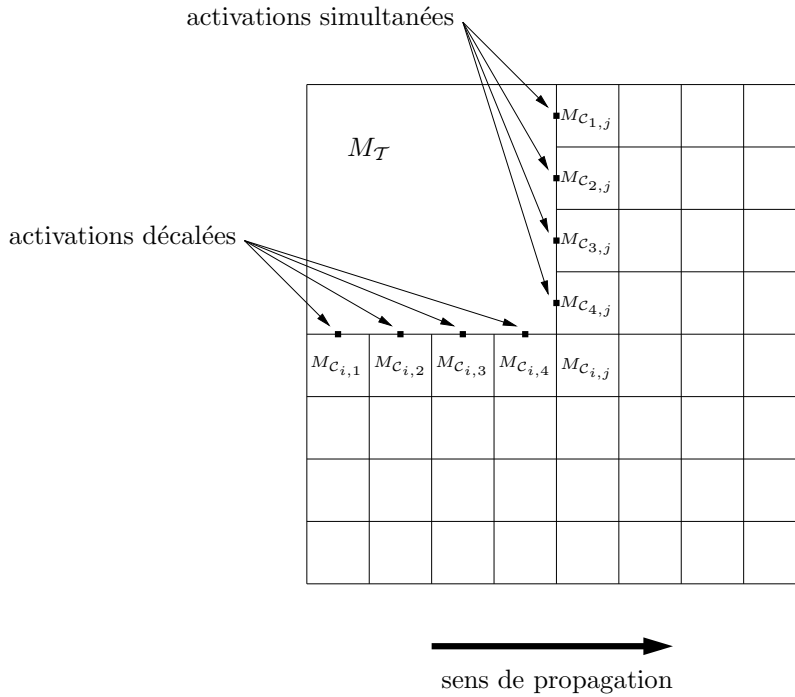 activations simultanées
M_{C_{1,j}}
M_T
M_{C_{2,j}}
activations décalées
M_{C_{3,j}}
M_{C_{4,j}}
M_{C_{i,1}} M_{C_{i,2}} M_{C_{i,3}} M_{C_{i,4}} M_{C_{i,j}}
sens de propagation